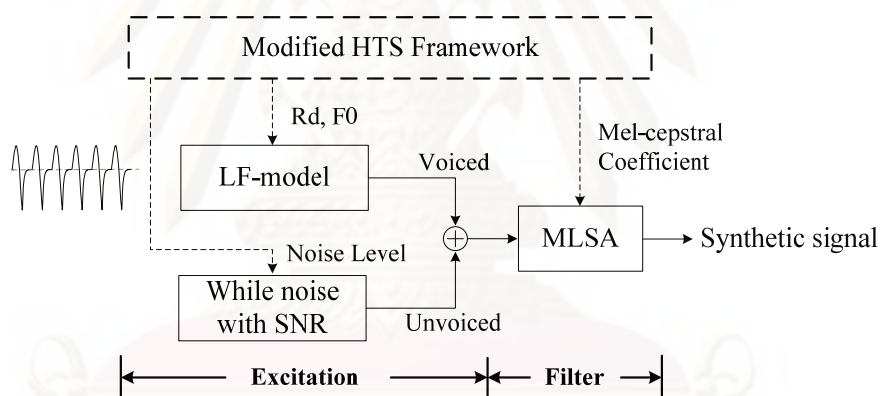 Modified HTS Framework
Rd, F0
Mel-cepstral
Coefficient
LF-model
Voiced
MLSA
Synthetic signal
Noise Level
While noise
with SNR
Unvoiced
Excitation
Filter